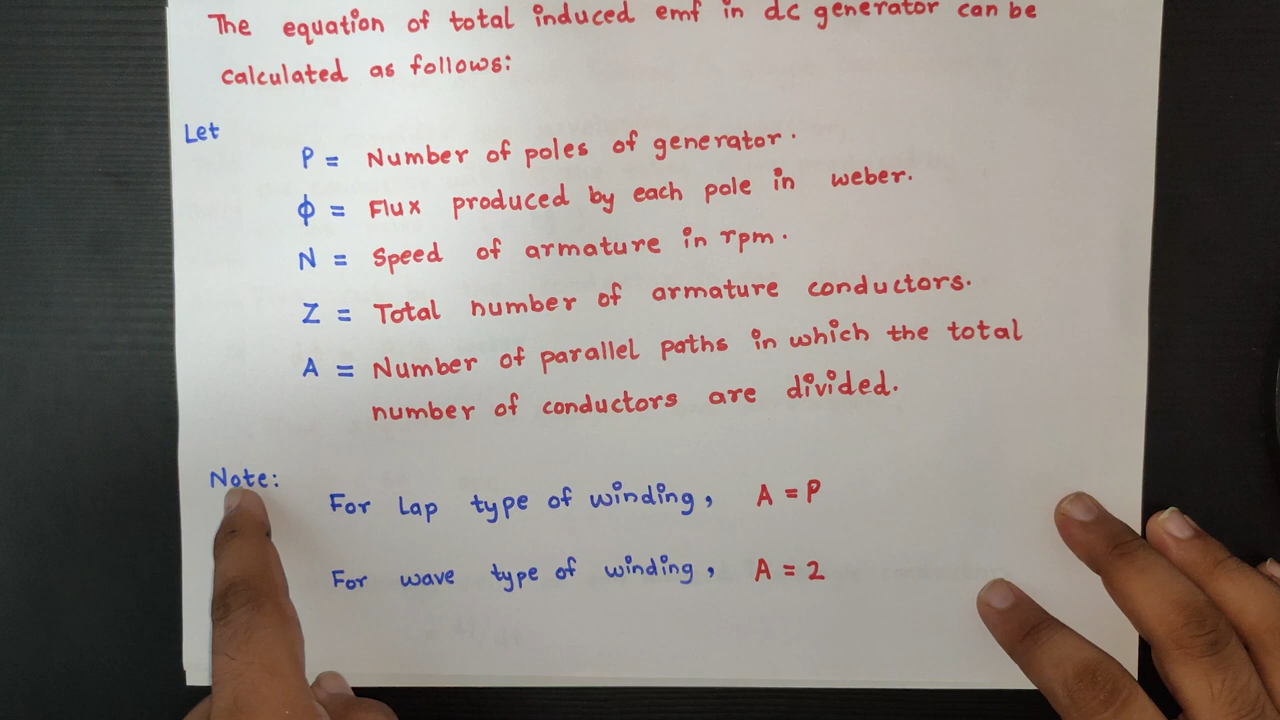 The equation of total induced emf in dc generator can be
calculated as follows:
Let
P = Number of poles of generator.
ϕ = Flux produced by each pole in weber.
N = Speed of armature in rpm.
Z = Total number of armature conductors.
A = Number of parallel paths in which the total
number of conductors are divided.
Note:
For Lap type of winding, A = P
For wave type of winding, A = 2